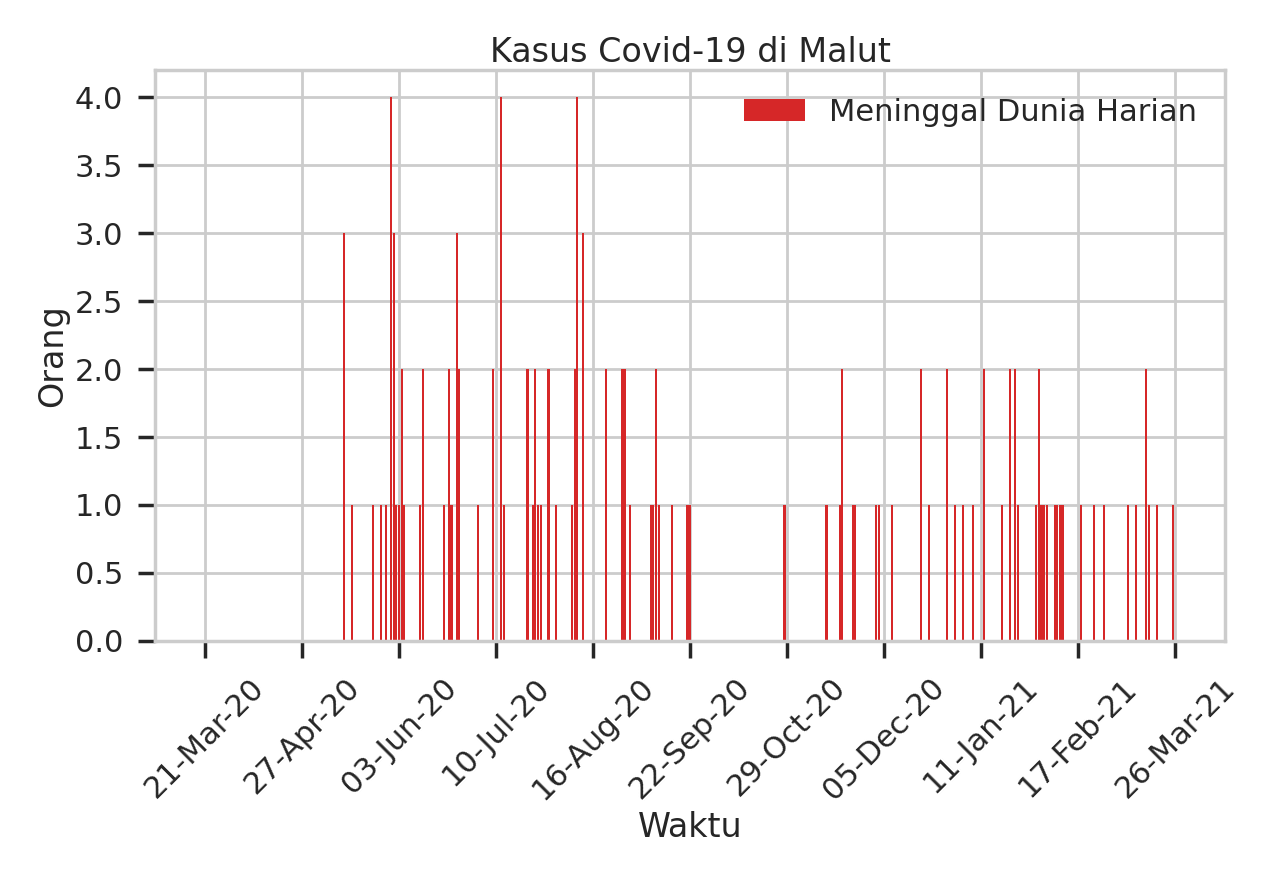 Kasus Covid-19 di Malut
Meninggal Dunia Harian
4.0
3.5
3.0
2.5
2.0
1.5
1.0
0.5
0.0
Orang
21-Mar-20
27-Apr-20
03-Jun-20
10-Jul-20
16-Aug-20
22-Sep-20
29-Oct-20
05-Dec-20
11-Jan-21
17-Feb-21
26-Mar-21
Waktu